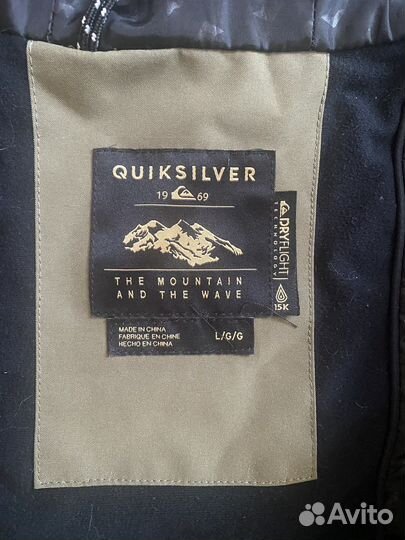 QUIKSILVER
19 69
THE MOUNTAIN
AND THE WAVE
DRYFLIGHT
TECHNOLOGY
15K
MADE IN CHINA
FABRIQUE EN CHINE
HECHO EN CHINA
L/G/G
Avito